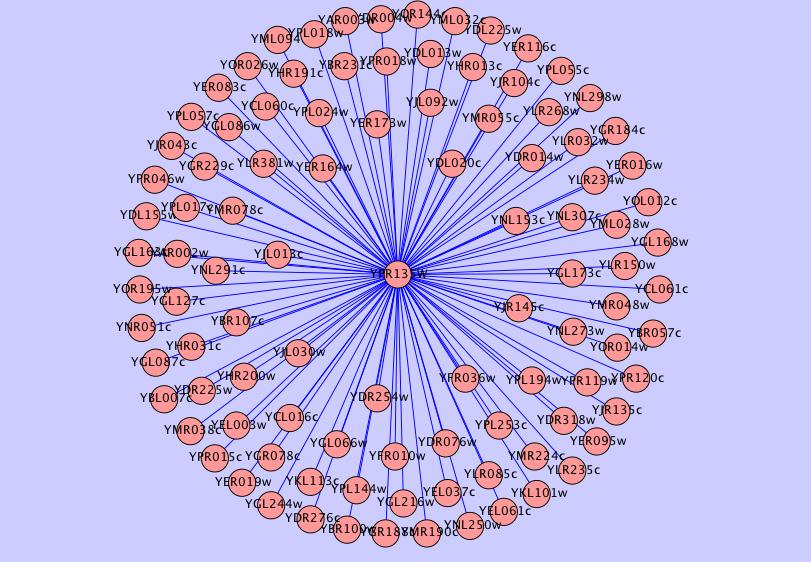 YAR003w
YDR004w
YOR144c
YML032c
YPL018w
YDL225w
YML094
YER116c
YDL013w
YOR026w
YBR231c
YPR018w
YHR013c
YPL055c
YHR191c
YJR104c
YER083c
YNL298w
YCL060c
YJL092w
YPL024w
YLR268w
YPL057c
YMR055c
YER173w
YGL086w
YGR184c
YJR043c
YLR032w
YDR014w
YGR229c
YLR381w
YDL020c
YER016w
YER164w
YPR046w
YLR234w
YOL012c
YPL017c
YMR078c
YDL155w
YNL307c
YNL153c
YML028w
YGL168w
YGL163c
YAR002w
YJL013c
YLR150w
YNL291c
YPR135W
YGL173c
YOR195w
YCL061c
YGL127c
YMR048w
YJR145c
YBR107c
YNR051c
YNL273w
YBR057c
YHR031c
YOR014w
YJL030w
YGL087c
YHR200w
YFR036w
YPL194w
YPR119w
YPR120c
YDR225w
YBL007c
YDR254w
YJR135c
YCL016c
YDR318w
YEL003w
YPL253c
YMR038c
YER095w
YGL066w
YDR076w
YPR015c
YGR078c
YFR010w
YMR224c
YLR235c
YLR085c
YER019w
YKL113c
YPL144w
YEL037c
YKL101w
YGL244w
YGL216w
YEL061c
YDR276c
YNL250w
YBR100w
YGR188c
YMR190c